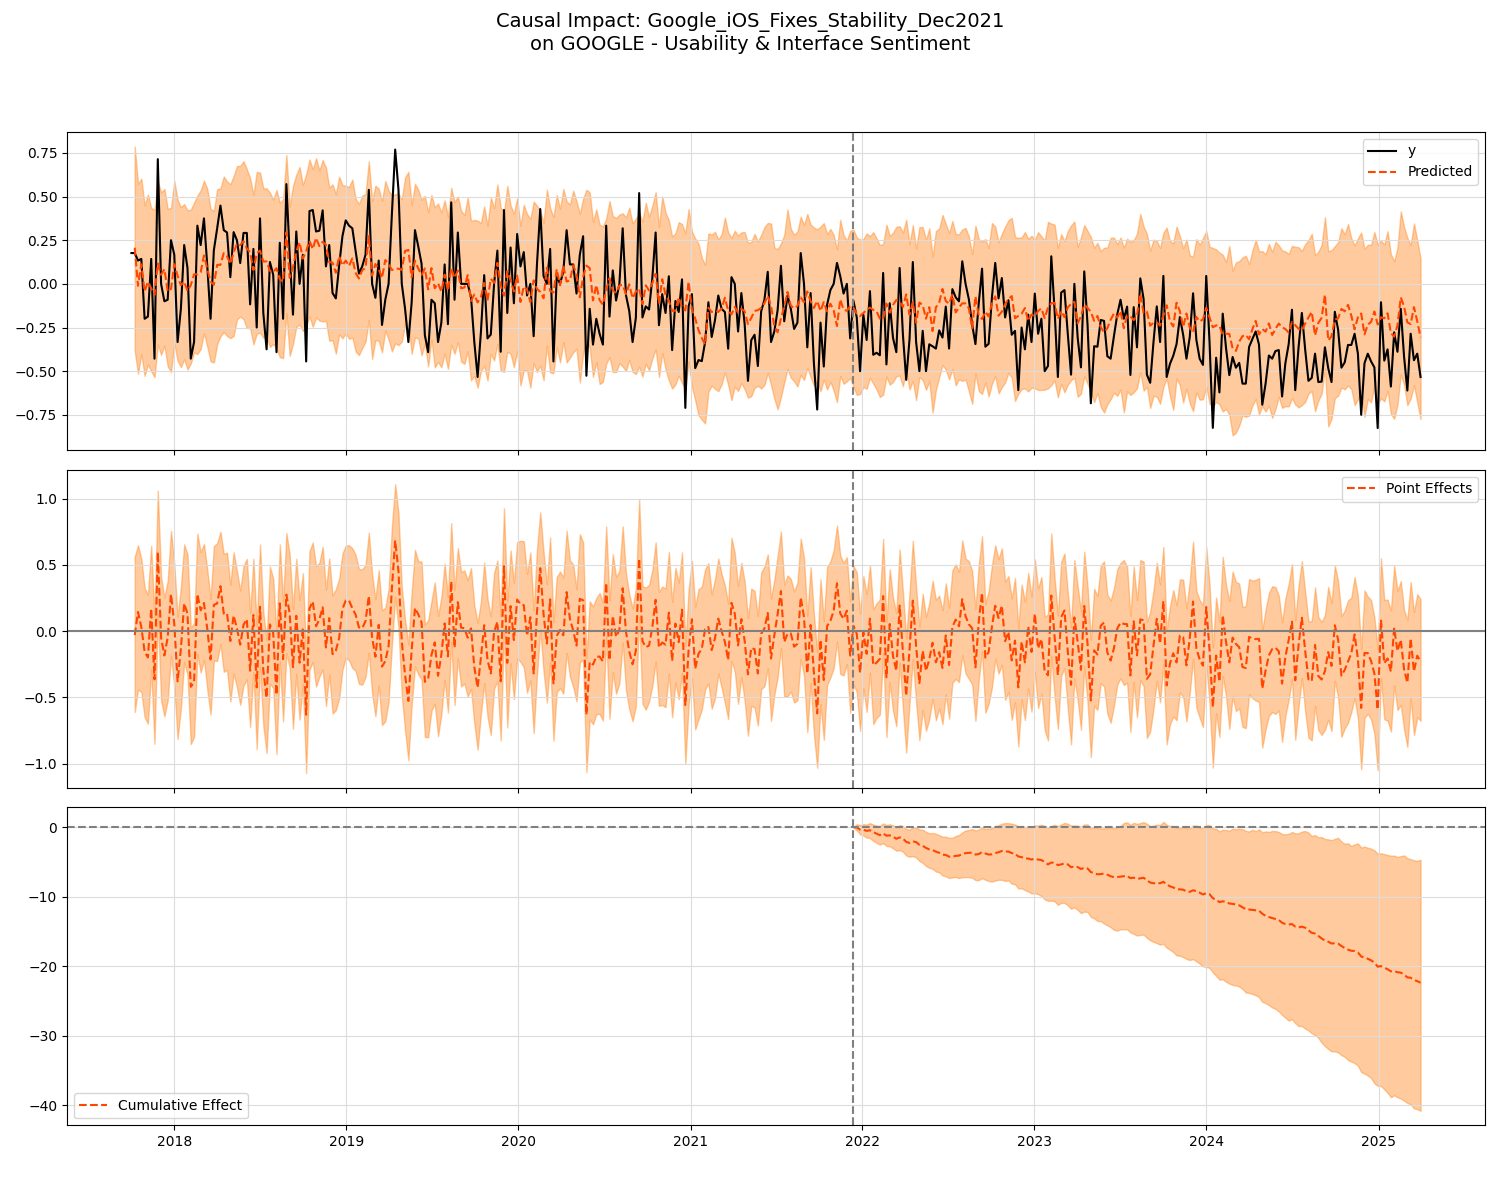 Causal Impact: Google_iOS_Fixes_Stability_Dec2021
on GOOGLE - Usability & Interface Sentiment
y
Predicted
0.75
0.50
0.25
0.00
−0.25
−0.50
−0.75
Point Effects
1.0
0.5
0.0
−0.5
−1.0
0
−10
−20
−30
−40
Cumulative Effect
2018 2019 2020 2021 2022 2023 2024 2025